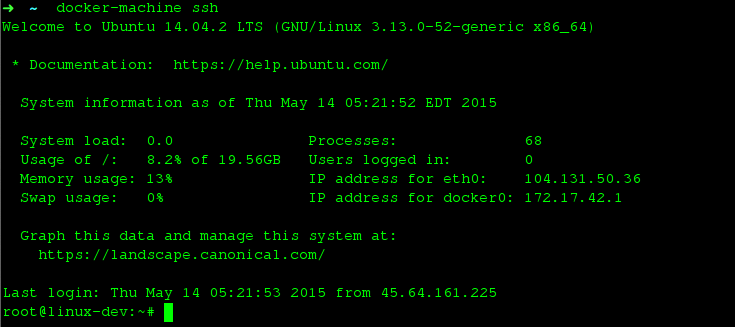 ➜  ~  docker-machine ssh
Welcome to Ubuntu 14.04.2 LTS (GNU/Linux 3.13.0-52-generic x86_64)
* Documentation:  https://help.ubuntu.com/
System information as of Thu May 14 05:21:52 EDT 2015
System load:  0.0               Processes:              68
Usage of /:   8.2% of 19.56GB   Users logged in:        0
Memory usage: 13%               IP address for eth0:    104.131.50.36
Swap usage:   0%                IP address for docker0: 172.17.42.1
Graph this data and manage this system at:
https://landscape.canonical.com/
Last login: Thu May 14 05:21:53 2015 from 45.64.161.225
root@linux-dev:~#